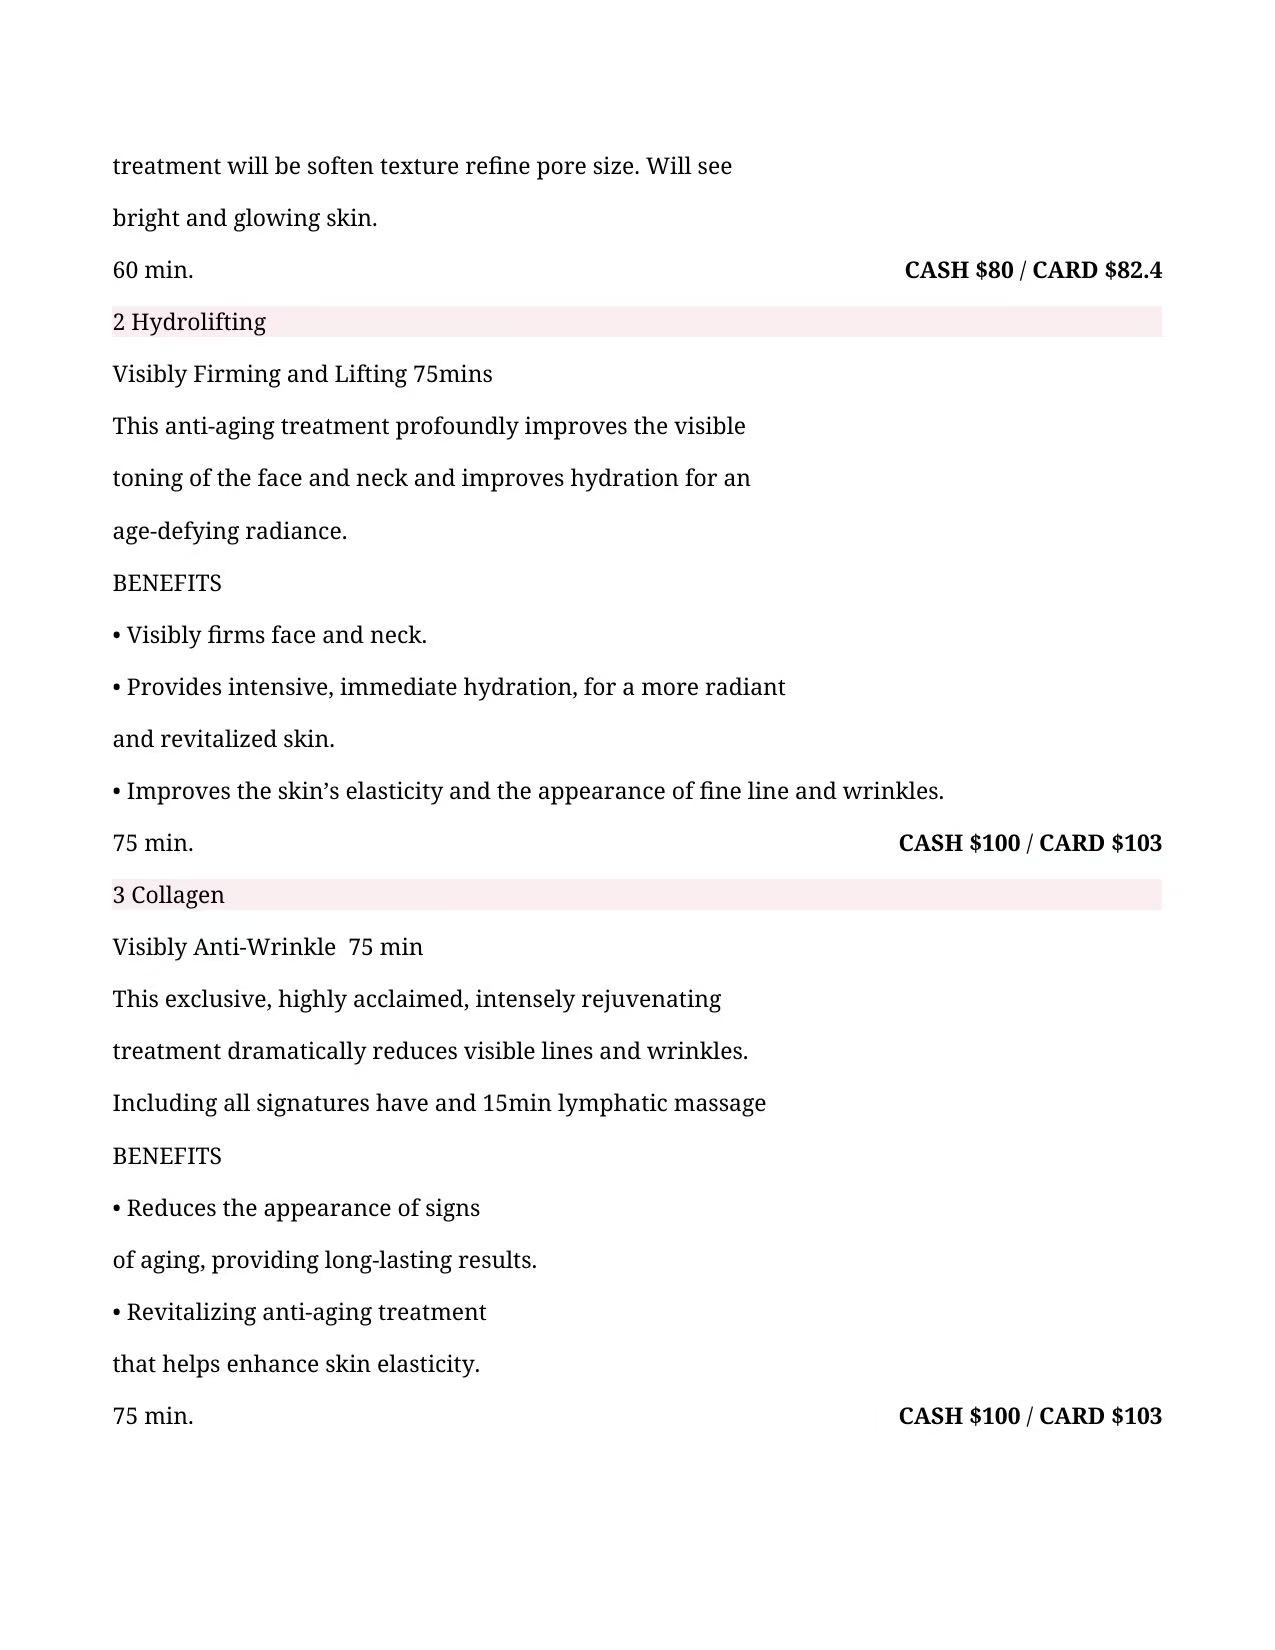 treatment will be soften texture refine pore size. Will see
bright and glowing skin.
60 min. CASH $80 / CARD $82.4
2 Hydrolifting
Visibly Firming and Lifting 75mins
This anti-aging treatment profoundly improves the visible
toning of the face and neck and improves hydration for an
age-defying radiance.
BENEFITS
• Visibly firms face and neck.
• Provides intensive, immediate hydration, for a more radiant
and revitalized skin.
• Improves the skin’s elasticity and the appearance of fine line and wrinkles.
75 min. CASH $100 / CARD $103
3 Collagen
Visibly Anti-Wrinkle  75 min
This exclusive, highly acclaimed, intensely rejuvenating
treatment dramatically reduces visible lines and wrinkles.
Including all signatures have and 15min lymphatic massage
BENEFITS
• Reduces the appearance of signs
of aging, providing long-lasting results.
• Revitalizing anti-aging treatment
that helps enhance skin elasticity.
75 min. CASH $100 / CARD $103